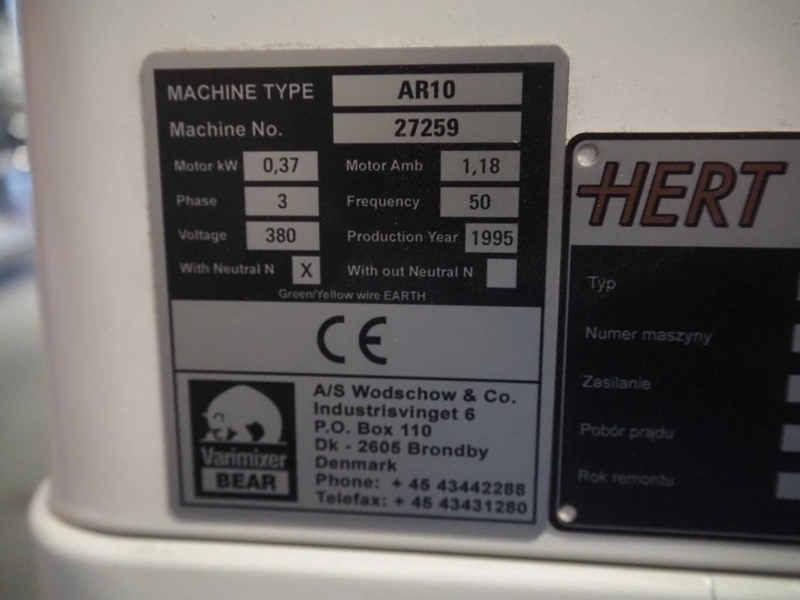 MACHINE TYPE AR10
Machine No. 27259
Motor kW 0,37 Motor Amb 1,18
Phase 3 Frequency 50
Voltage 380 Production Year 1995
With Neutral N X With out Neutral N
Green/Yellow wire EARTH
CE
Varimixer
BEAR
A/S Wodschow & Co.
Industrisvinget 6
P.O. Box 110
Dk - 2605 Brondby
Denmark
Phone: + 45 43442288
Telefax: + 45 43431280
HERT
Typ
Numer maszyny
Zasilanie
Pobór prądu
Rok remontu